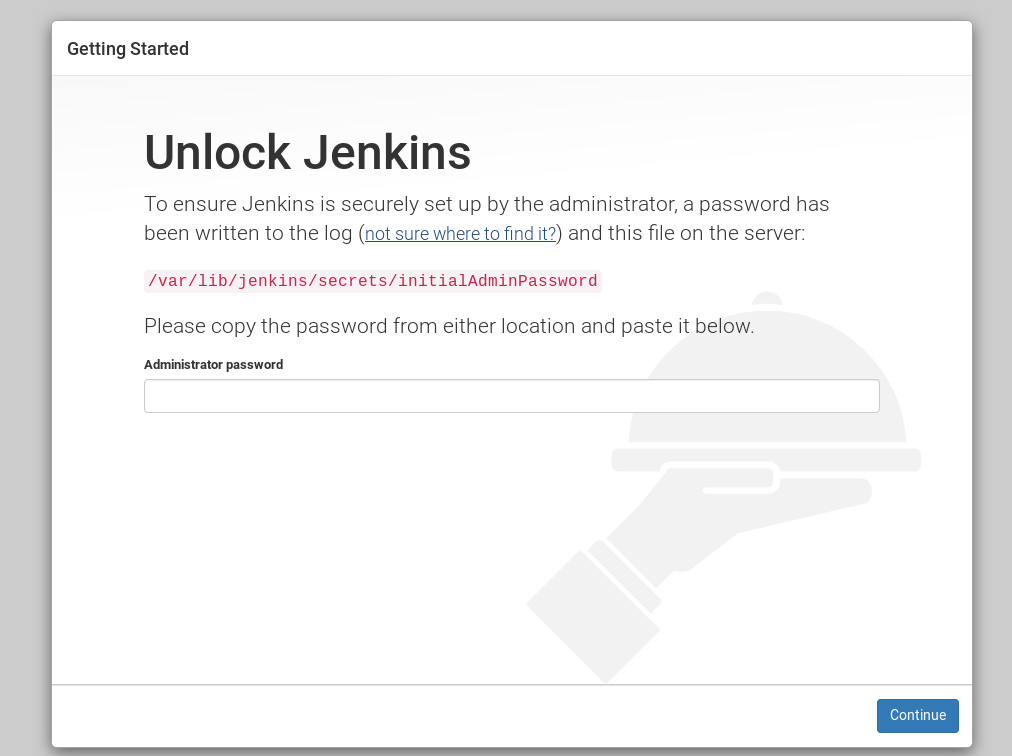 Getting Started
Unlock Jenkins
To ensure Jenkins is securely set up by the administrator, a password has
been written to the log (not sure where to find it?) and this file on the server:
/var/lib/jenkins/secrets/initialAdminPassword
Please copy the password from either location and paste it below.
Administrator password
Continue